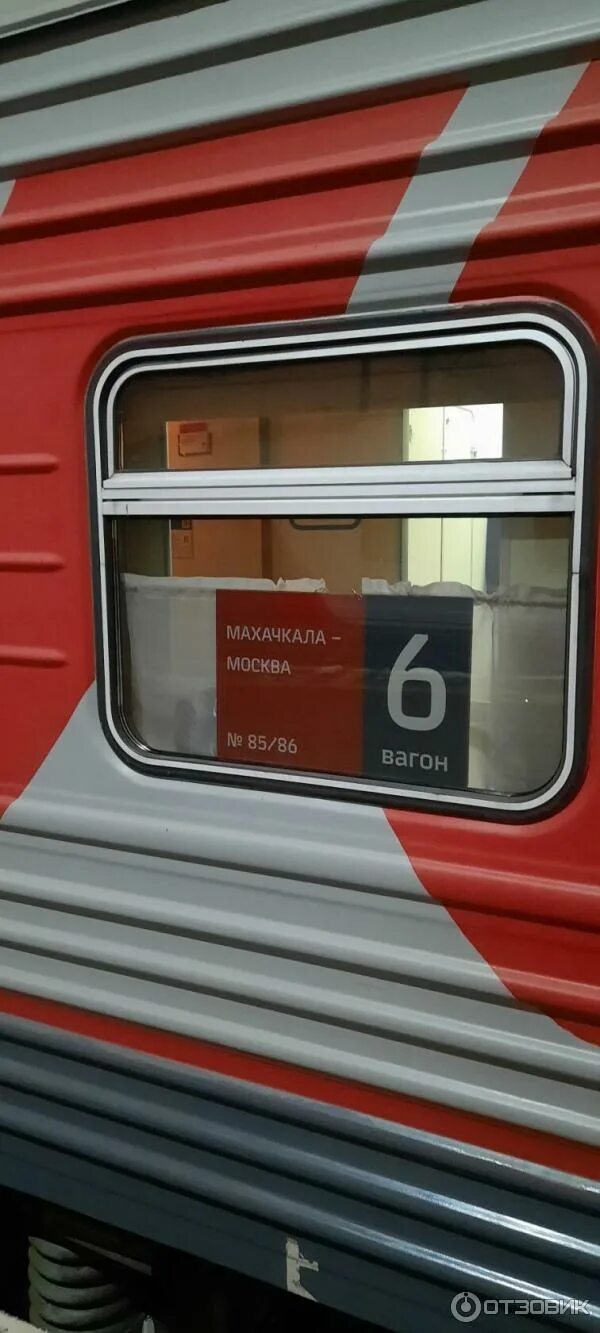 МАХАЧКАЛА –
МОСКВА
№ 85/86
6
вагон
ОТЗОВИК